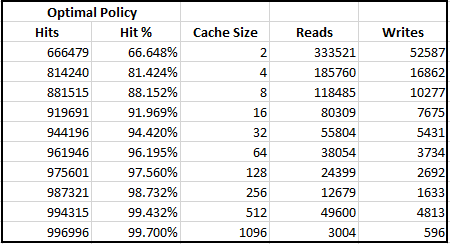 Optimal Policy
Hits Hit % Cache Size Reads Writes
666479 66.648% 2 333521 52587
814240 81.424% 4 185760 16862
881515 88.152% 8 118485 10277
919691 91.969% 16 80309 7675
944196 94.420% 32 55804 5431
961946 96.195% 64 38054 3734
975601 97.560% 128 24399 2692
987321 98.732% 256 12679 1633
994315 99.432% 512 49600 4813
996996 99.700% 1096 3004 596